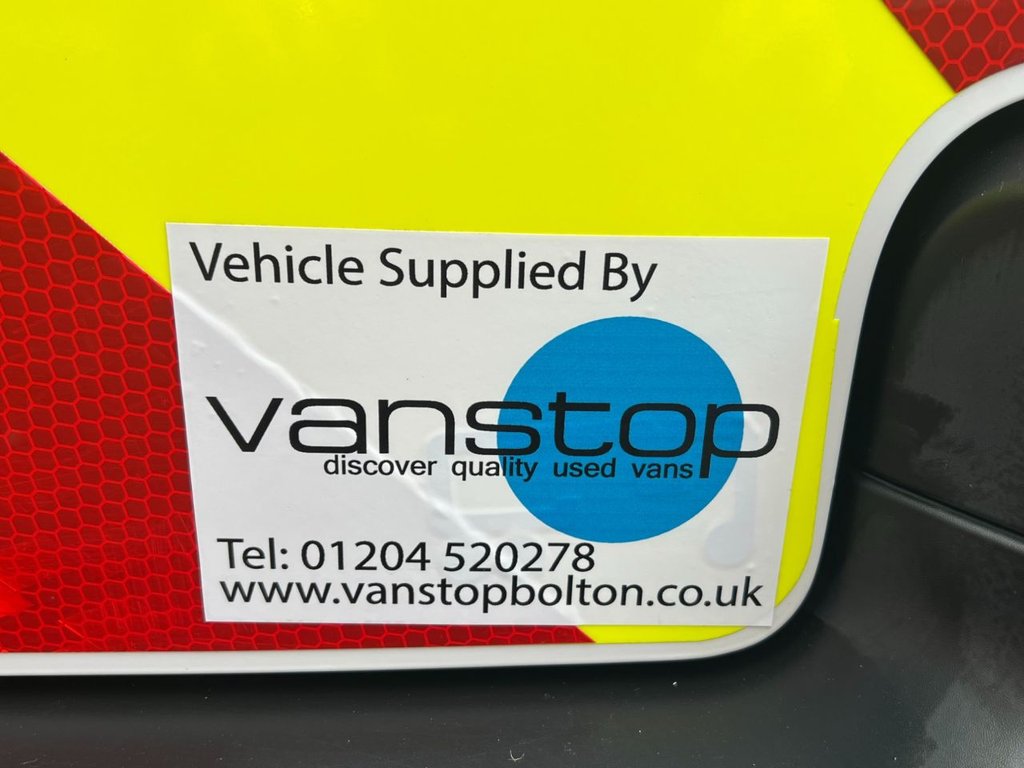 Vehicle Supplied By
vanstop
discover quality used vans
Tel: 01204 520278
www.vanstopbolton.co.uk